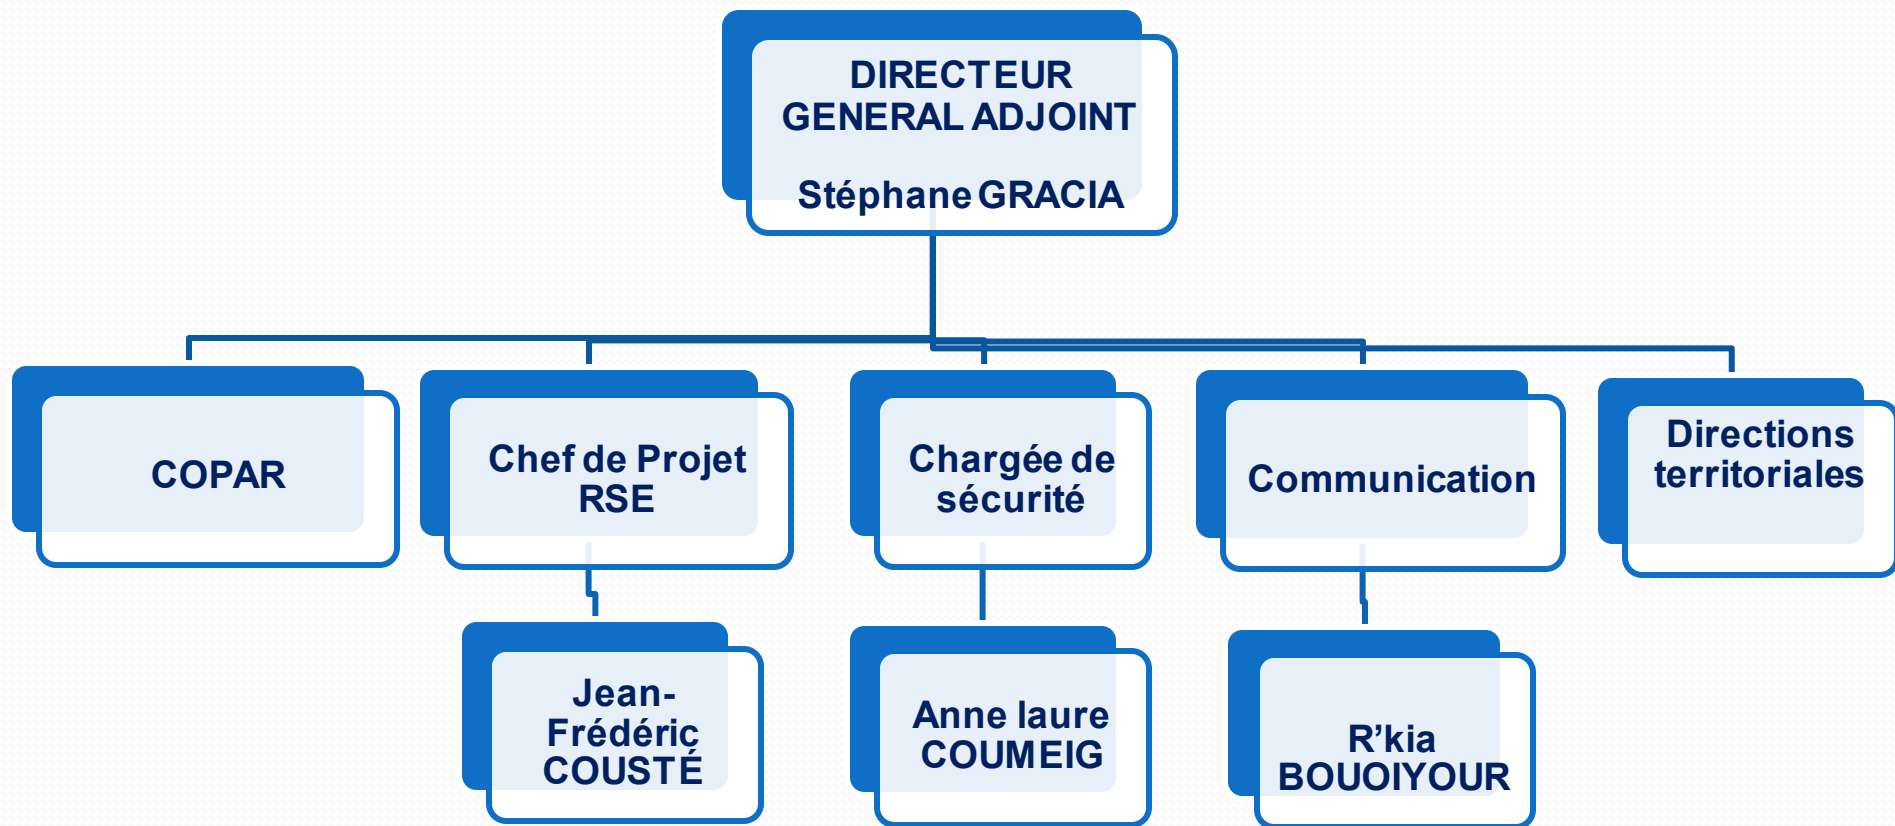 DIRECTEUR
GENERAL ADJOINT
Stéphane GRACIA
COPAR
Chef de Projet
RSE
Chargée de
sécurité
Communication
Directions
territoriales
Jean-
Frédéric
COUSTÉ
Anne laure
COUMEIG
R’kia
BOUOIYOUR